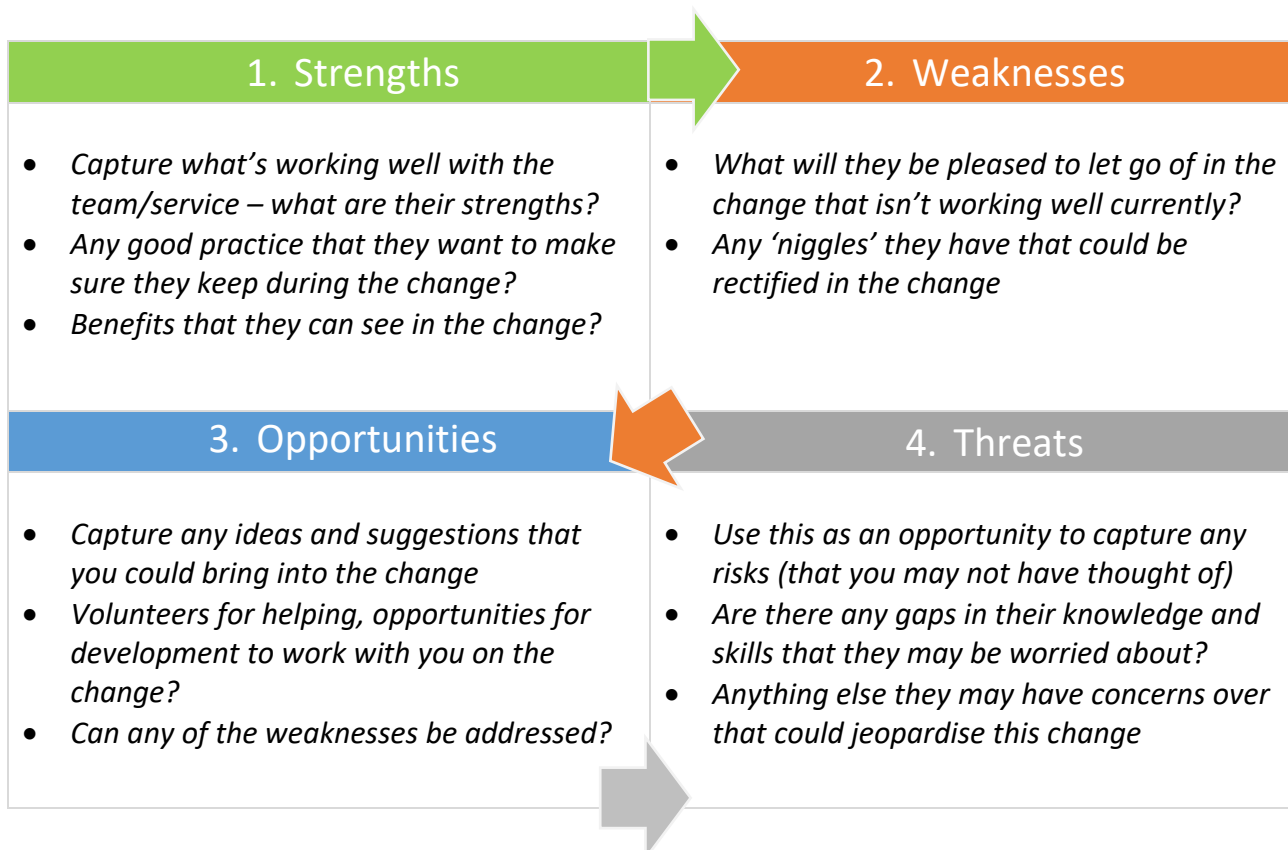 1. Strengths
2. Weaknesses
• Capture what’s working well with the
team/service – what are their strengths?
• Any good practice that they want to make
sure they keep during the change?
• Benefits that they can see in the change?
• What will they be pleased to let go of in the
change that isn’t working well currently?
• Any ‘niggles’ they have that could be
rectified in the change
3. Opportunities
4. Threats
• Capture any ideas and suggestions that
you could bring into the change
• Volunteers for helping, opportunities for
development to work with you on the
change?
• Can any of the weaknesses be addressed?
• Use this as an opportunity to capture any
risks (that you may not have thought of)
• Are there any gaps in their knowledge and
skills that they may be worried about?
• Anything else they may have concerns over
that could jeopardise this change